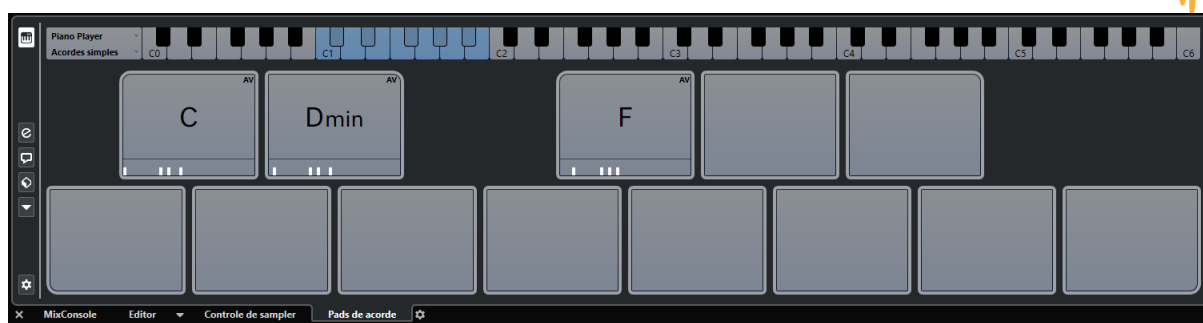 Piano Player
Acordes simples
C0 C1 C2 C3 C4 C5 C6
AV AV AV
C Dmin F
MixConsole Editor Controle de sampler Pads de acorde